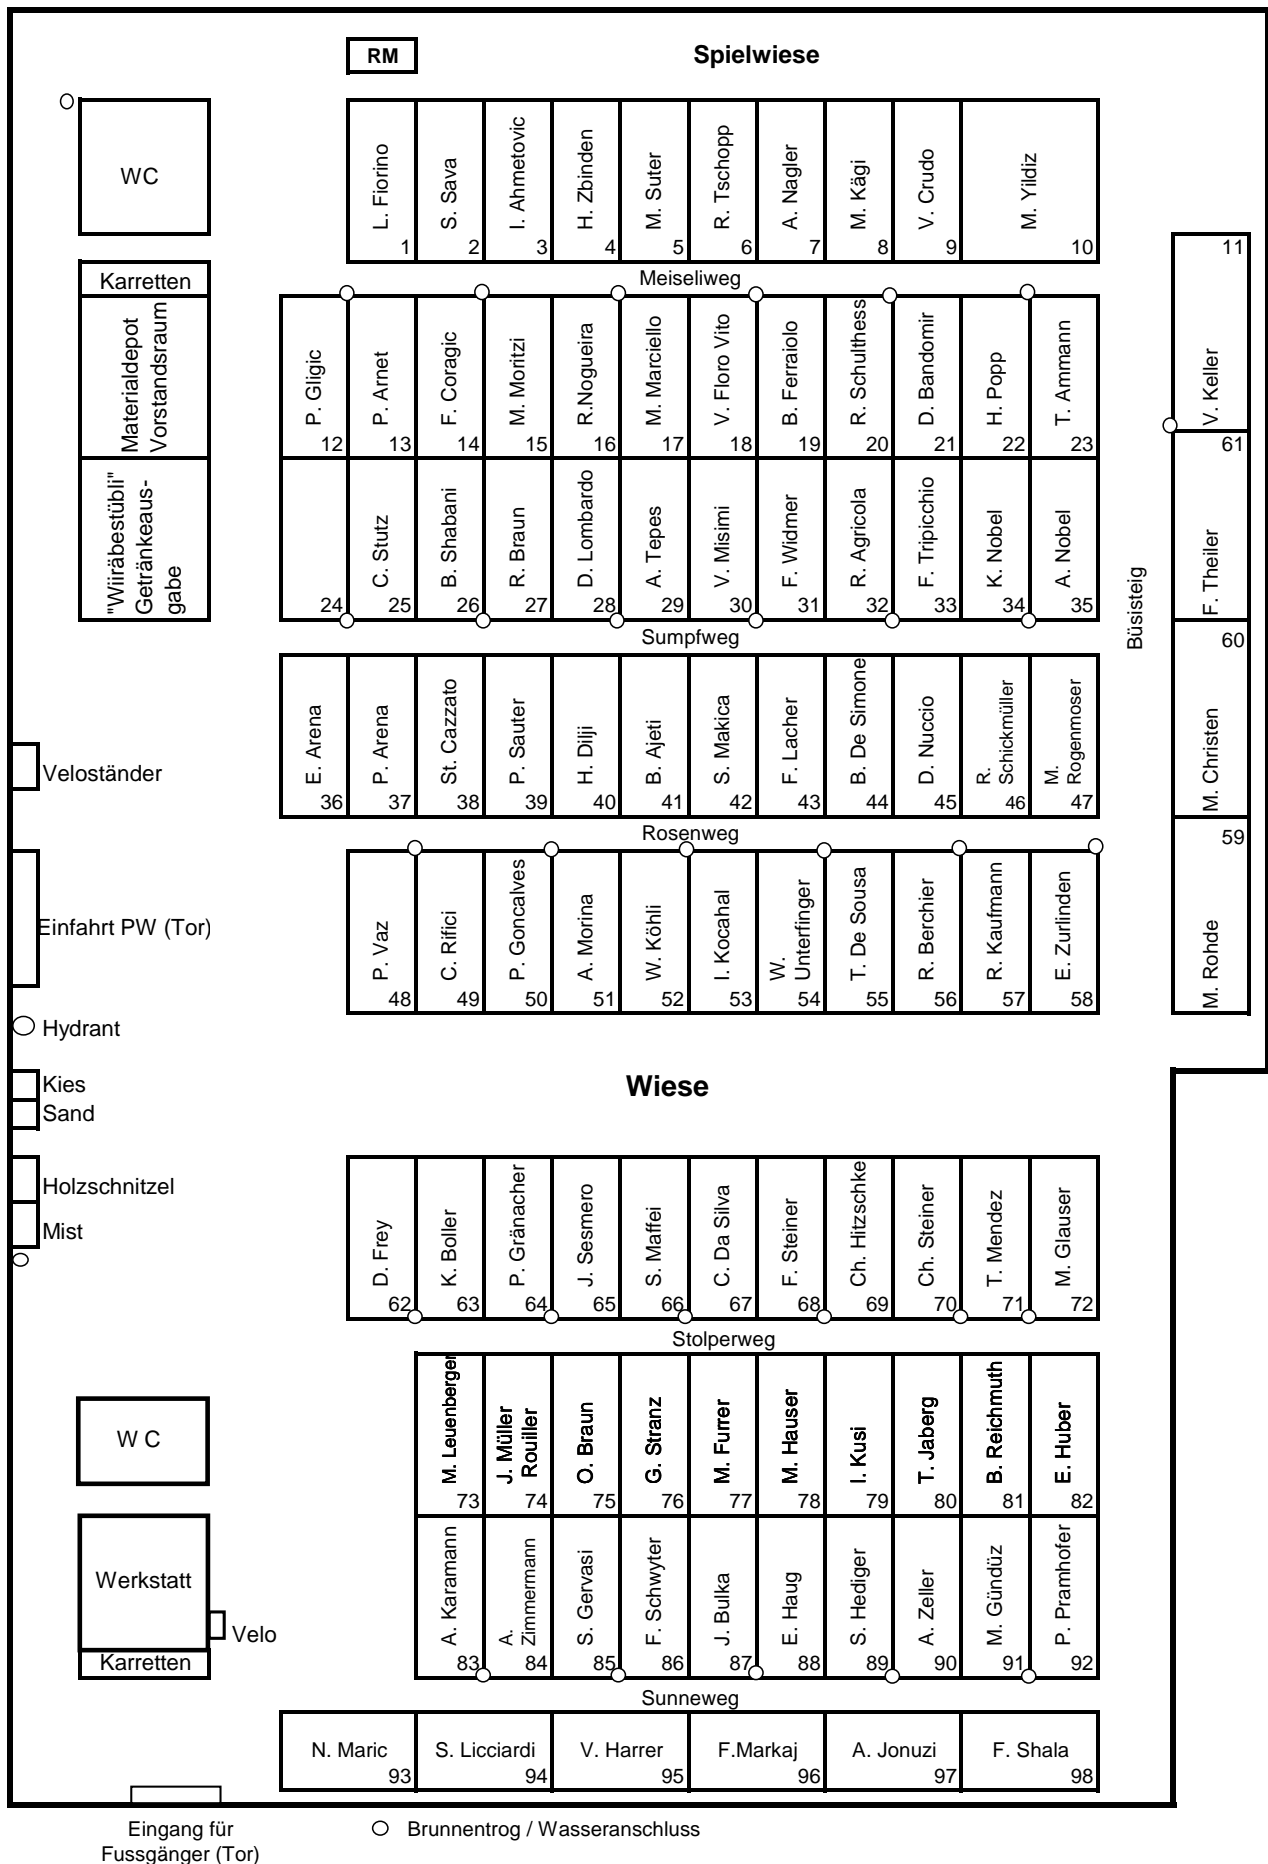 RM
Spielwiese
WC
L. Fiorino
1
S. Sava
2
I. Ahmetovic
3
H. Zbinden
4
M. Suter
5
R. Tschopp
6
A. Nagler
7
M. Kägi
8
V. Crudo
9
M. Yildiz
10
11
V. Keller
Meiseliweg
Karretten
Materialdepot
Vorstandsraum
P. Gligic
12
P. Arnet
13
F. Coragic
14
M. Moritzi
15
R.Nogueira
16
M. Marciello
17
V. Floro Vito
18
B. Ferraiolo
19
R. Schulthess
20
D. Bandomir
21
H. Popp
22
T. Ammann
23
61
F. Theiler
"Wiiräbestübli"
Getränkeaus-
gabe
24
C. Stutz
25
B. Shabani
26
R. Braun
27
D. Lombardo
28
A. Tepes
29
V. Misimi
30
F. Widmer
31
R. Agricola
32
F. Tripicchio
33
K. Nobel
34
A. Nobel
35
Büsisteig
Sumpfweg
60
M. Christen
E. Arena
36
P. Arena
37
St. Cazzato
38
P. Sauter
39
H. Dilji
40
B. Ajeti
41
S. Makica
42
F. Lacher
43
B. De Simone
44
D. Nuccio
45
R.
Schickmüller
46
M.
Rogenmoser
47
Veloständer
Rosenweg
59
M. Rohde
Einfahrt PW (Tor)
P. Vaz
48
C. Rifici
49
P. Goncalves
50
A. Morina
51
W. Köhli
52
I. Kocahal
53
W.
Unterfinger
54
T. De Sousa
55
R. Berchier
56
R. Kaufmann
57
E. Zurlinden
58
Hydrant
Kies
Sand
Wiese
Holzschnitzel
Mist
D. Frey
62
K. Boller
63
P. Gränacher
64
J. Sesmero
65
S. Maffei
66
C. Da Silva
67
F. Steiner
68
Ch. Hitzschke
69
Ch. Steiner
70
T. Mendez
71
M. Glauser
72
Stolperweg
W C
M. Leuenberger
73
J. Müller
Rouiller
74
O. Braun
75
G. Stranz
76
M. Furrer
77
M. Hauser
78
I. Kusi
79
T. Jaberg
80
B. Reichmuth
81
E. Huber
82
Werkstatt
Velo
Karretten
A. Karamann
83
A.
Zimmermann
84
S. Gervasi
85
F. Schwyter
86
J. Bulka
87
E. Haug
88
S. Hediger
89
A. Zeller
90
M. Gündüz
91
P. Pramhofer
92
Sunneweg
N. Maric
93
S. Licciardi
94
V. Harrer
95
F.Markaj
96
A. Jonuzi
97
F. Shala
98
Eingang für
Fussgänger (Tor)
Brunnentrog / Wasseranschluss